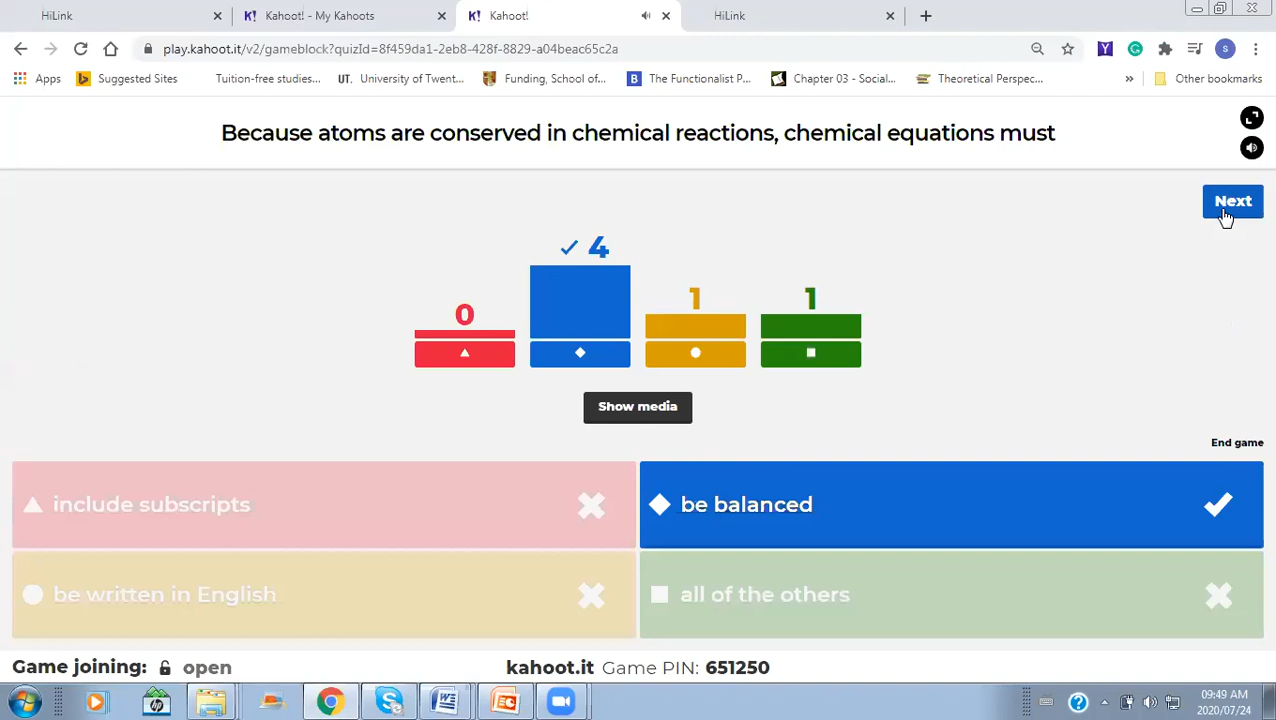 HiLink
K! Kahoot! - My Kahoots
K! Kahoot!
HiLink
play.kahoot.it/v2/gameblock?quizId=8f459da1-2eb8-428f-8829-a04beac65c2a
S
Apps
Suggested Sites
Tuition-free studies...
UT. University of Twent...
Funding, School of...
B The Functionalist P...
Chapter 03 - Social...
Theoretical Perspec...
»
Other bookmarks
Because atoms are conserved in chemical reactions, chemical equations must
Next
0
4
1
1
Show media
End game
include subscripts
be balanced
be written in English
all of the others
Game joining: open
kahoot.it Game PIN: 651250
09:49 AM
2020/07/24